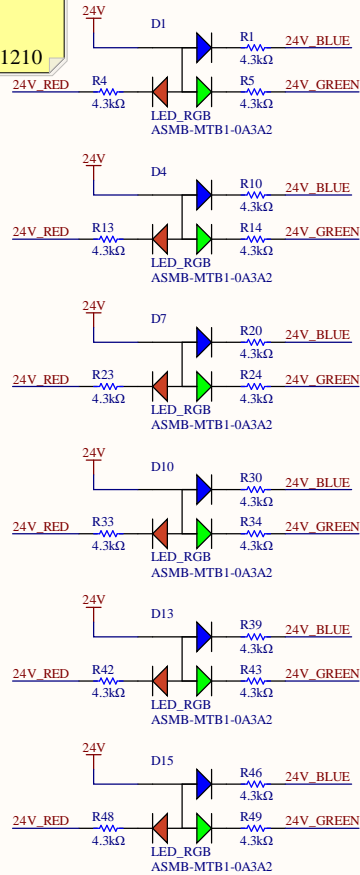 1210
24V
D1
R1
24V_BLUE
4.3kΩ
24V_RED
R4
R5
24V_GREEN
4.3kΩ
4.3kΩ
LED_RGB
ASMB-MTB1-0A3A2
24V
D4
R10
24V_BLUE
4.3kΩ
24V_RED
R13
R14
24V_GREEN
4.3kΩ
4.3kΩ
LED_RGB
ASMB-MTB1-0A3A2
24V
D7
R20
24V_BLUE
4.3kΩ
24V_RED
R23
R24
24V_GREEN
4.3kΩ
4.3kΩ
LED_RGB
ASMB-MTB1-0A3A2
24V
D10
R30
24V_BLUE
4.3kΩ
24V_RED
R33
R34
24V_GREEN
4.3kΩ
4.3kΩ
LED_RGB
ASMB-MTB1-0A3A2
24V
D13
R39
24V_BLUE
4.3kΩ
24V_RED
R42
R43
24V_GREEN
4.3kΩ
4.3kΩ
LED_RGB
ASMB-MTB1-0A3A2
24V
D15
R46
24V_BLUE
4.3kΩ
24V_RED
R48
R49
24V_GREEN
4.3kΩ
4.3kΩ
LED_RGB
ASMB-MTB1-0A3A2